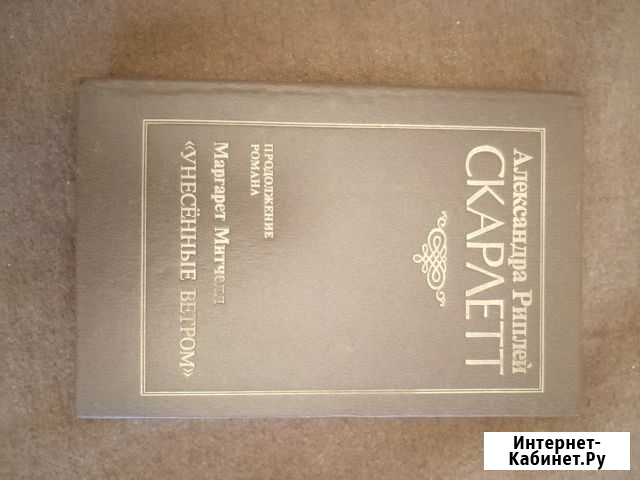 Александра Риплей
СКАРЛЕТТ
ПРОДОЛЖЕНИЕ
РОМАНА
Маргарет Митчелл
«УНЕСЁННЫЕ ВЕТРОМ»
Интернет-
Кабинет.Ру